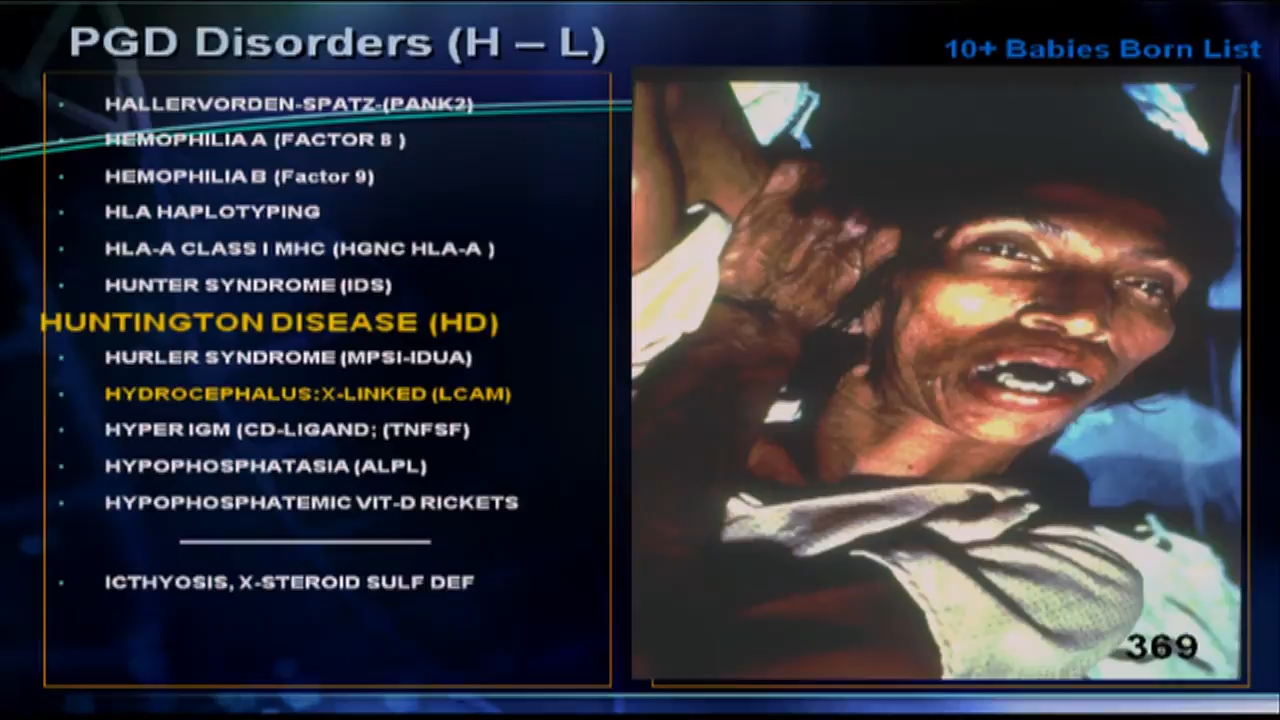 PGD Disorders (H – L)
10+ Babies Born List
HALLERVORDEN-SPATZ-(PANK2)
HEMOPHILIA A (FACTOR 8 )
HEMOPHILIA B (Factor 9)
HLA HAPLOTYPING
HLA-A CLASS I MHC (HGNC HLA-A )
HUNTER SYNDROME (IDS)
HUNTINGTON DISEASE (HD)
HURLER SYNDROME (MPSI-IDUA)
HYDROCEPHALUS:X-LINKED (LCAM)
HYPER IGM (CD-LIGAND; (TNFSF)
HYPOPHOSPHATASIA (ALPL)
HYPOPHOSPHATEMIC VIT-D RICKETS
ICTHYOSIS, X-STEROID SULF DEF
369